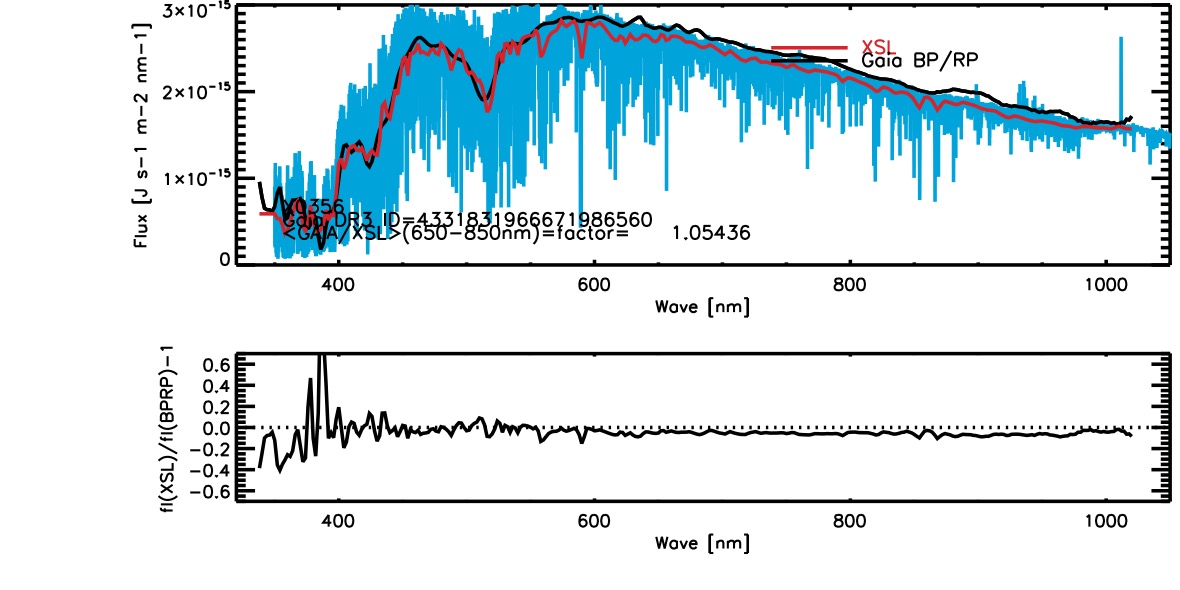 3×10⁻¹⁵
2×10⁻¹⁵
1×10⁻¹⁵
0
Flux [J s−1 m−2 nm−1]
XSL
Gaia BP/RP
X0356
Gaia DR3 ID=4331831966671986560
<GAIA/XSL>(650−850nm)=factor= 1.05436
400 600 800 1000
Wave [nm]
0.6
0.4
0.2
0.0
−0.2
−0.4
−0.6
fl(XSL)/fl(BPRP)−1
400 600 800 1000
Wave [nm]